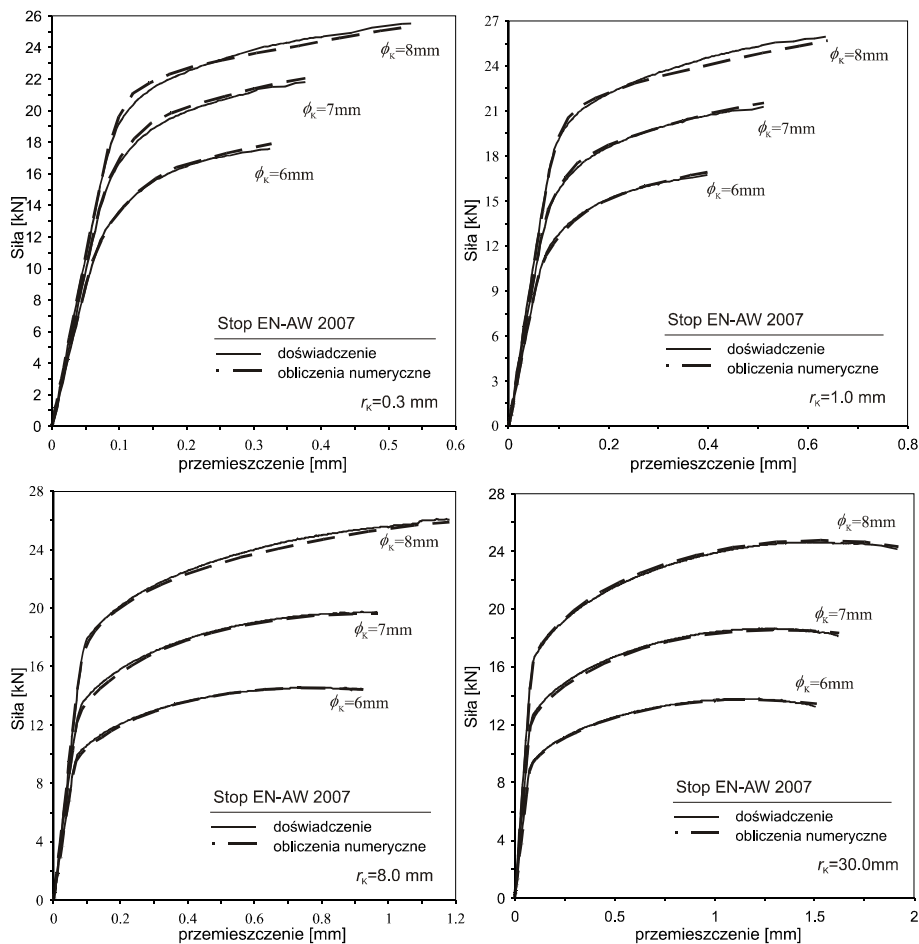 26
24
22
20
18
16
14
12
10
8
6
4
2
0
Siła [kN]
ϕK=8mm
ϕK=7mm
ϕK=6mm
Stop EN-AW 2007
doświadczenie
obliczenia numeryczne
rK=0.3 mm
0 0.1 0.2 0.3 0.4 0.5 0.6
przemieszczenie [mm]
27
24
21
18
15
12
9
6
3
0
Siła [kN]
ϕK=8mm
ϕK=7mm
ϕK=6mm
Stop EN-AW 2007
doświadczenie
obliczenia numeryczne
rK=1.0 mm
0 0.2 0.4 0.6 0.8
przemieszczenie [mm]
28
24
20
16
12
8
4
0
Siła [kN]
ϕK=8mm
ϕK=7mm
ϕK=6mm
Stop EN-AW 2007
doświadczenie
obliczenia numeryczne
rK=8.0 mm
0 0.2 0.4 0.6 0.8 1 1.2
przemieszczenie [mm]
28
24
20
16
12
8
4
0
Siła [kN]
ϕK=8mm
ϕK=7mm
ϕK=6mm
Stop EN-AW 2007
doświadczenie
obliczenia numeryczne
rK=30.0mm
0 0.5 1 1.5 2
przemieszczenie [mm]